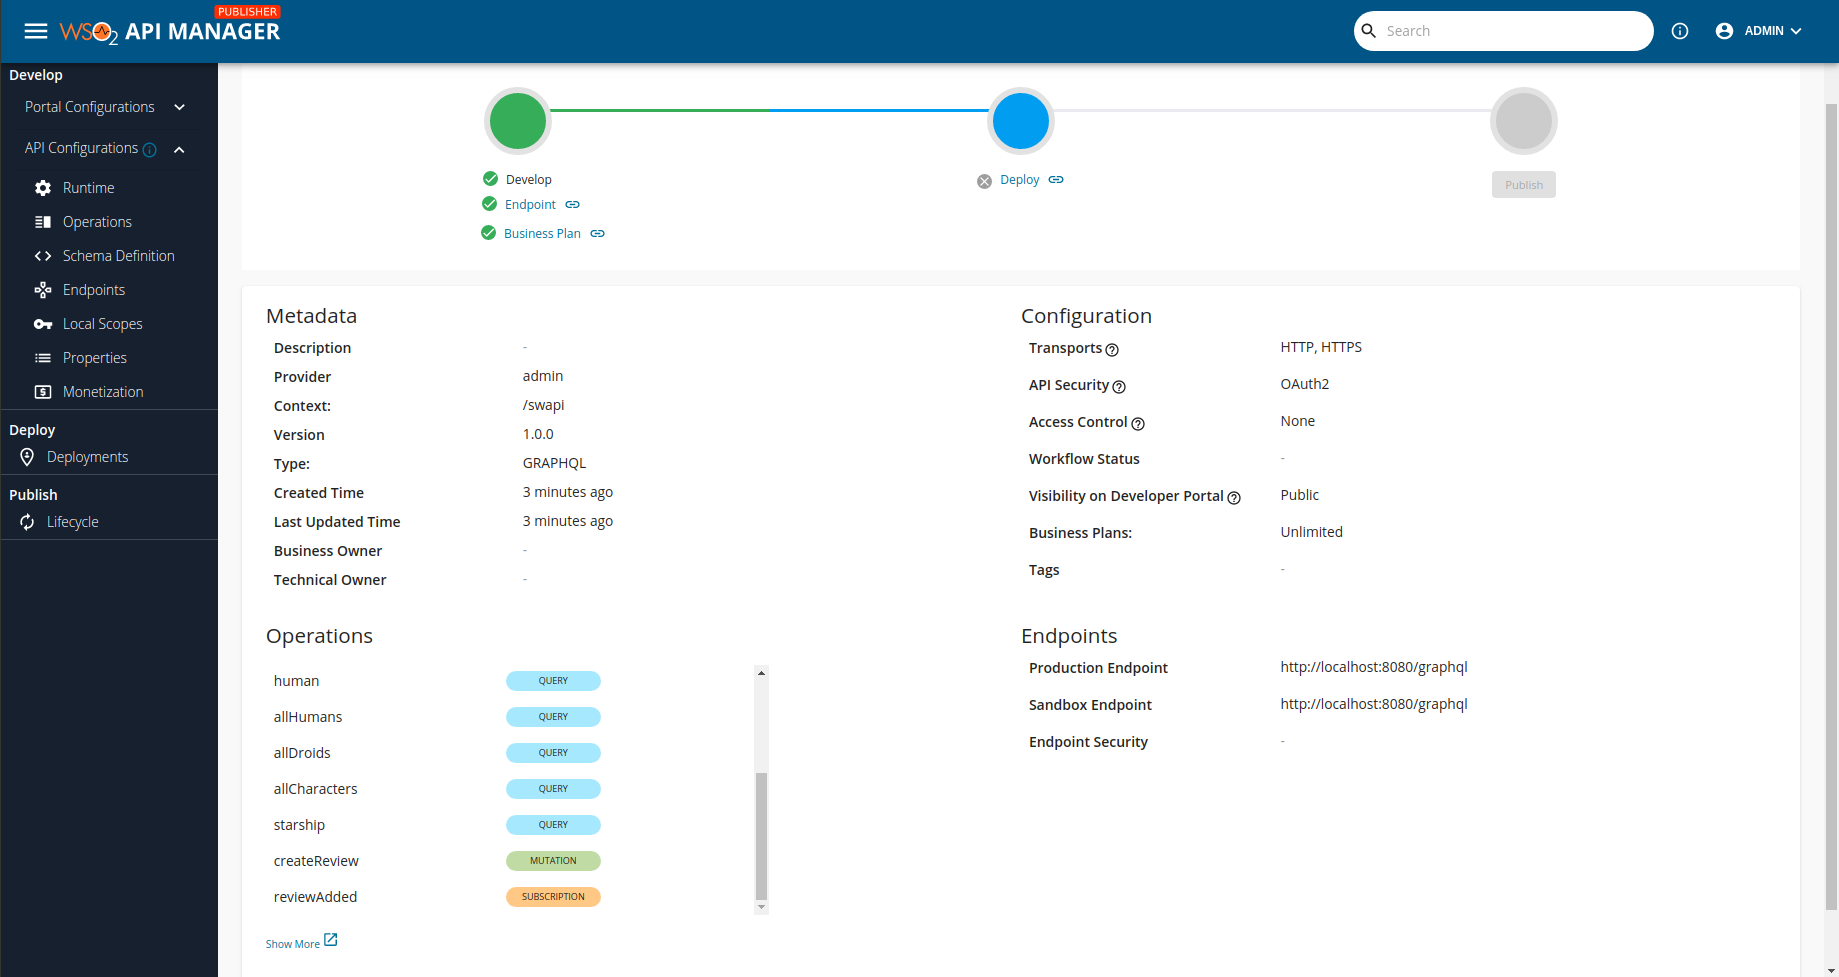 PUBLISHER
WSO2 API MANAGER
Search
ADMIN
Develop
Portal Configurations
API Configurations
Runtime
Operations
Schema Definition
Endpoints
Local Scopes
Properties
Monetization
Deploy
Deployments
Publish
Lifecycle
Develop
Endpoint
Business Plan
Deploy
Publish
Metadata
Description -
Provider admin
Context: /swapi
Version 1.0.0
Type: GRAPHQL
Created Time 3 minutes ago
Last Updated Time 3 minutes ago
Business Owner -
Technical Owner -
Configuration
Transports HTTP, HTTPS
API Security OAuth2
Access Control None
Workflow Status -
Visibility on Developer Portal Public
Business Plans: Unlimited
Tags -
Operations
human QUERY
allHumans QUERY
allDroids QUERY
allCharacters QUERY
starship QUERY
createReview MUTATION
reviewAdded SUBSCRIPTION
Show More
Endpoints
Production Endpoint http://localhost:8080/graphql
Sandbox Endpoint http://localhost:8080/graphql
Endpoint Security -